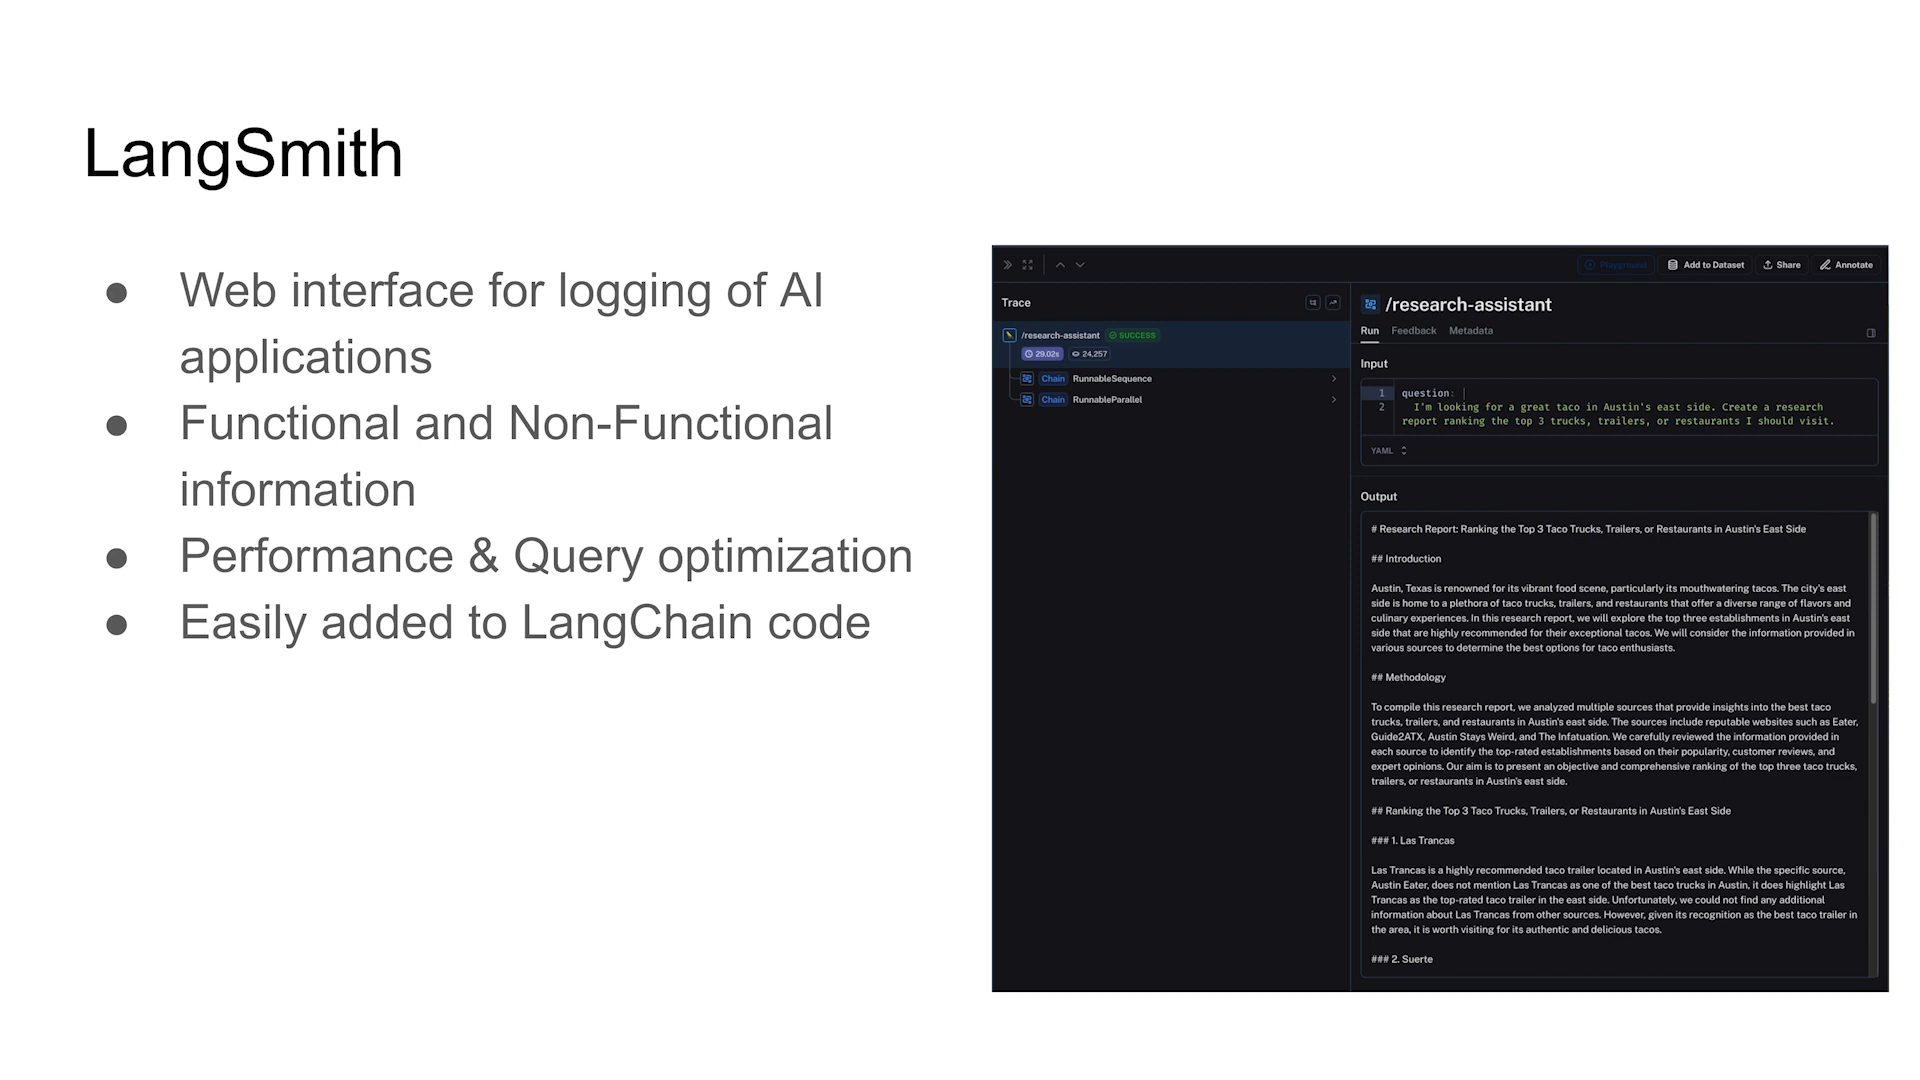 LangSmith
● Web interface for logging of AI
applications
● Functional and Non-Functional
information
● Performance & Query optimization
● Easily added to LangChain code
Playground
Add to Dataset
Share
Annotate
Trace
/research-assistant SUCCESS
29.02s 24,257
Chain RunnableSequence
Chain RunnableParallel
/research-assistant
Run Feedback Metadata
Input
1 question:
2 I'm looking for a great taco in Austin's east side. Create a research
report ranking the top 3 trucks, trailers, or restaurants I should visit.
YAML
Output
# Research Report: Ranking the Top 3 Taco Trucks, Trailers, or Restaurants in Austin's East Side
## Introduction
Austin, Texas is renowned for its vibrant food scene, particularly its mouthwatering tacos. The city's east
side is home to a plethora of taco trucks, trailers, and restaurants that offer a diverse range of flavors and
culinary experiences. In this research report, we will explore the top three establishments in Austin's east
side that are highly recommended for their exceptional tacos. We will consider the information provided in
various sources to determine the best options for taco enthusiasts.
## Methodology
To compile this research report, we analyzed multiple sources that provide insights into the best taco
trucks, trailers, and restaurants in Austin's east side. The sources include reputable websites such as Eater,
Guide2ATX, Austin Stays Weird, and The Infatuation. We carefully reviewed the information provided in
each source to identify the top-rated establishments based on their popularity, customer reviews, and
expert opinions. Our aim is to present an objective and comprehensive ranking of the top three taco trucks,
trailers, or restaurants in Austin's east side.
## Ranking the Top 3 Taco Trucks, Trailers, or Restaurants in Austin's East Side
### 1. Las Trancas
Las Trancas is a highly recommended taco trailer located in Austin's east side. While the specific source,
Austin Eater, does not mention Las Trancas as one of the best taco trucks in Austin, it does highlight Las
Trancas as the top-rated taco trailer in the east side. Unfortunately, we could not find any additional
information about Las Trancas from other sources. However, given its recognition as the best taco trailer in
the area, it is worth visiting for its authentic and delicious tacos.
### 2. Suerte